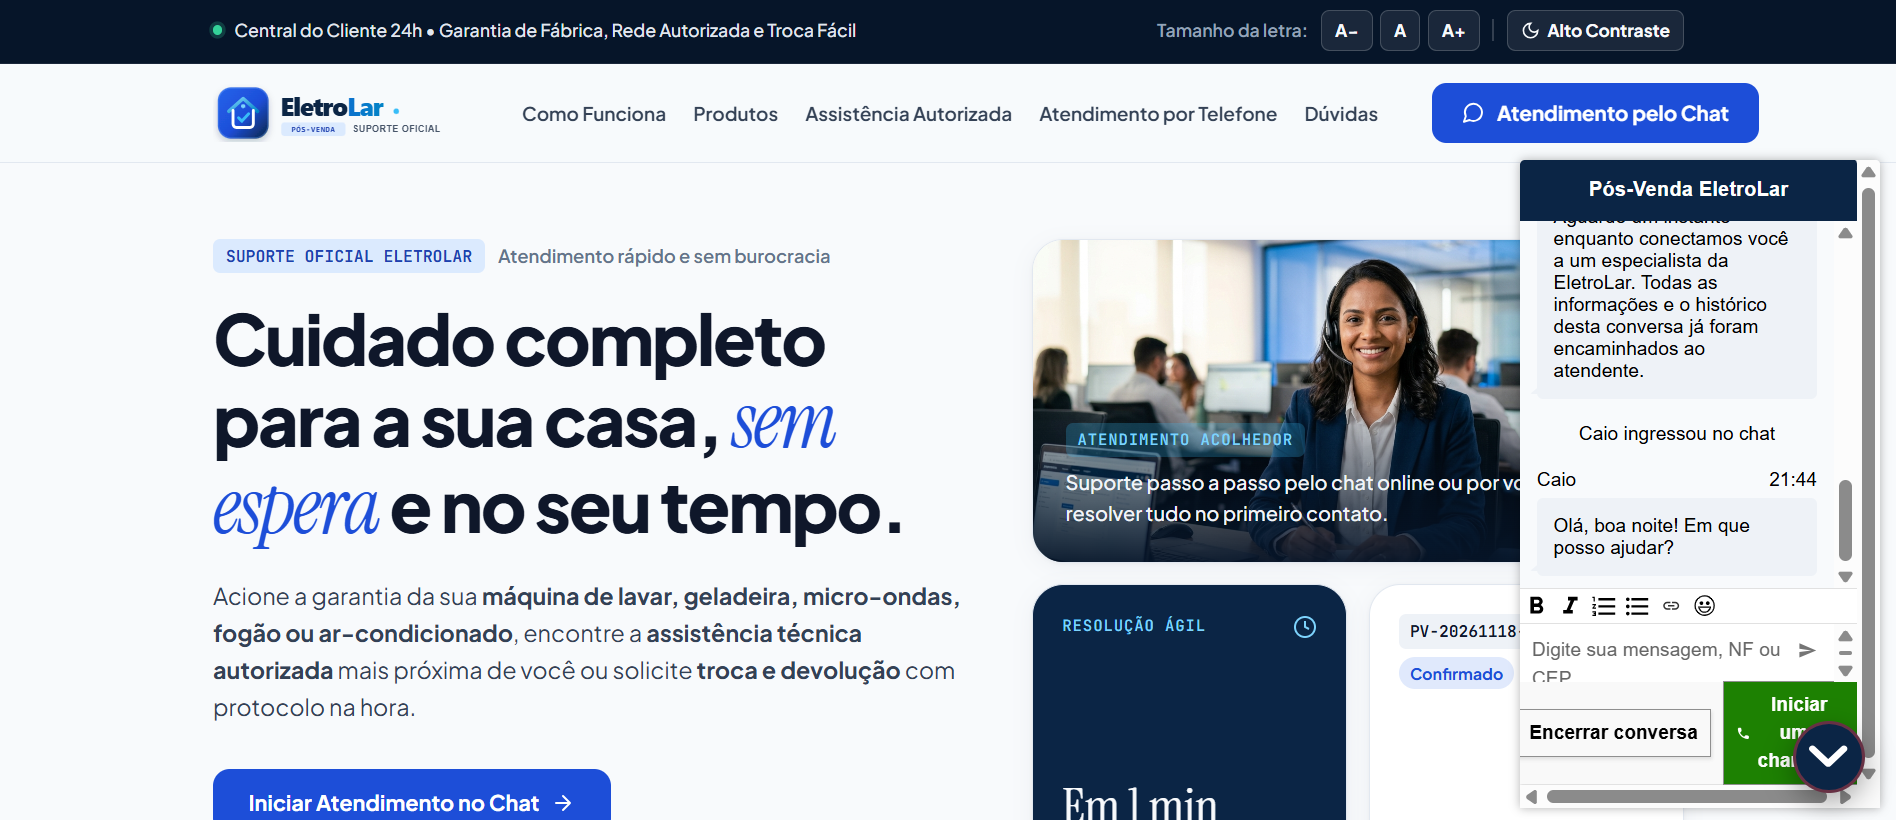 Central do Cliente 24h • Garantia de Fábrica, Rede Autorizada e Troca Fácil
Tamanho da letra:
A-
A
A+
Alto Contraste
EletroLar
PÓS-VENDA
SUPORTE OFICIAL
Como Funciona
Produtos
Assistência Autorizada
Atendimento por Telefone
Dúvidas
Atendimento pelo Chat
SUPORTE OFICIAL ELETROLAR
Atendimento rápido e sem burocracia
Cuidado completo
para a sua casa, sem
espera e no seu tempo.
Acione a garantia da sua máquina de lavar, geladeira, micro-ondas,
fogão ou ar-condicionado, encontre a assistência técnica
autorizada mais próxima de você ou solicite troca e devolução com
protocolo na hora.
Iniciar Atendimento no Chat
ATENDIMENTO ACOLHEDOR
Suporte passo a passo pelo chat online ou por vo
resolver tudo no primeiro contato.
RESOLUÇÃO ÁGIL
Em 1 min
PV-20261118-
Confirmado
Pós-Venda EletroLar
Aguarde um instante
enquanto conectamos você
a um especialista da
EletroLar. Todas as
informações e o histórico
desta conversa já foram
encaminhados ao
atendente.
Caio ingressou no chat
Caio
21:44
Olá, boa noite! Em que
posso ajudar?
Digite sua mensagem, NF ou
CEP
Encerrar conversa
Iniciar